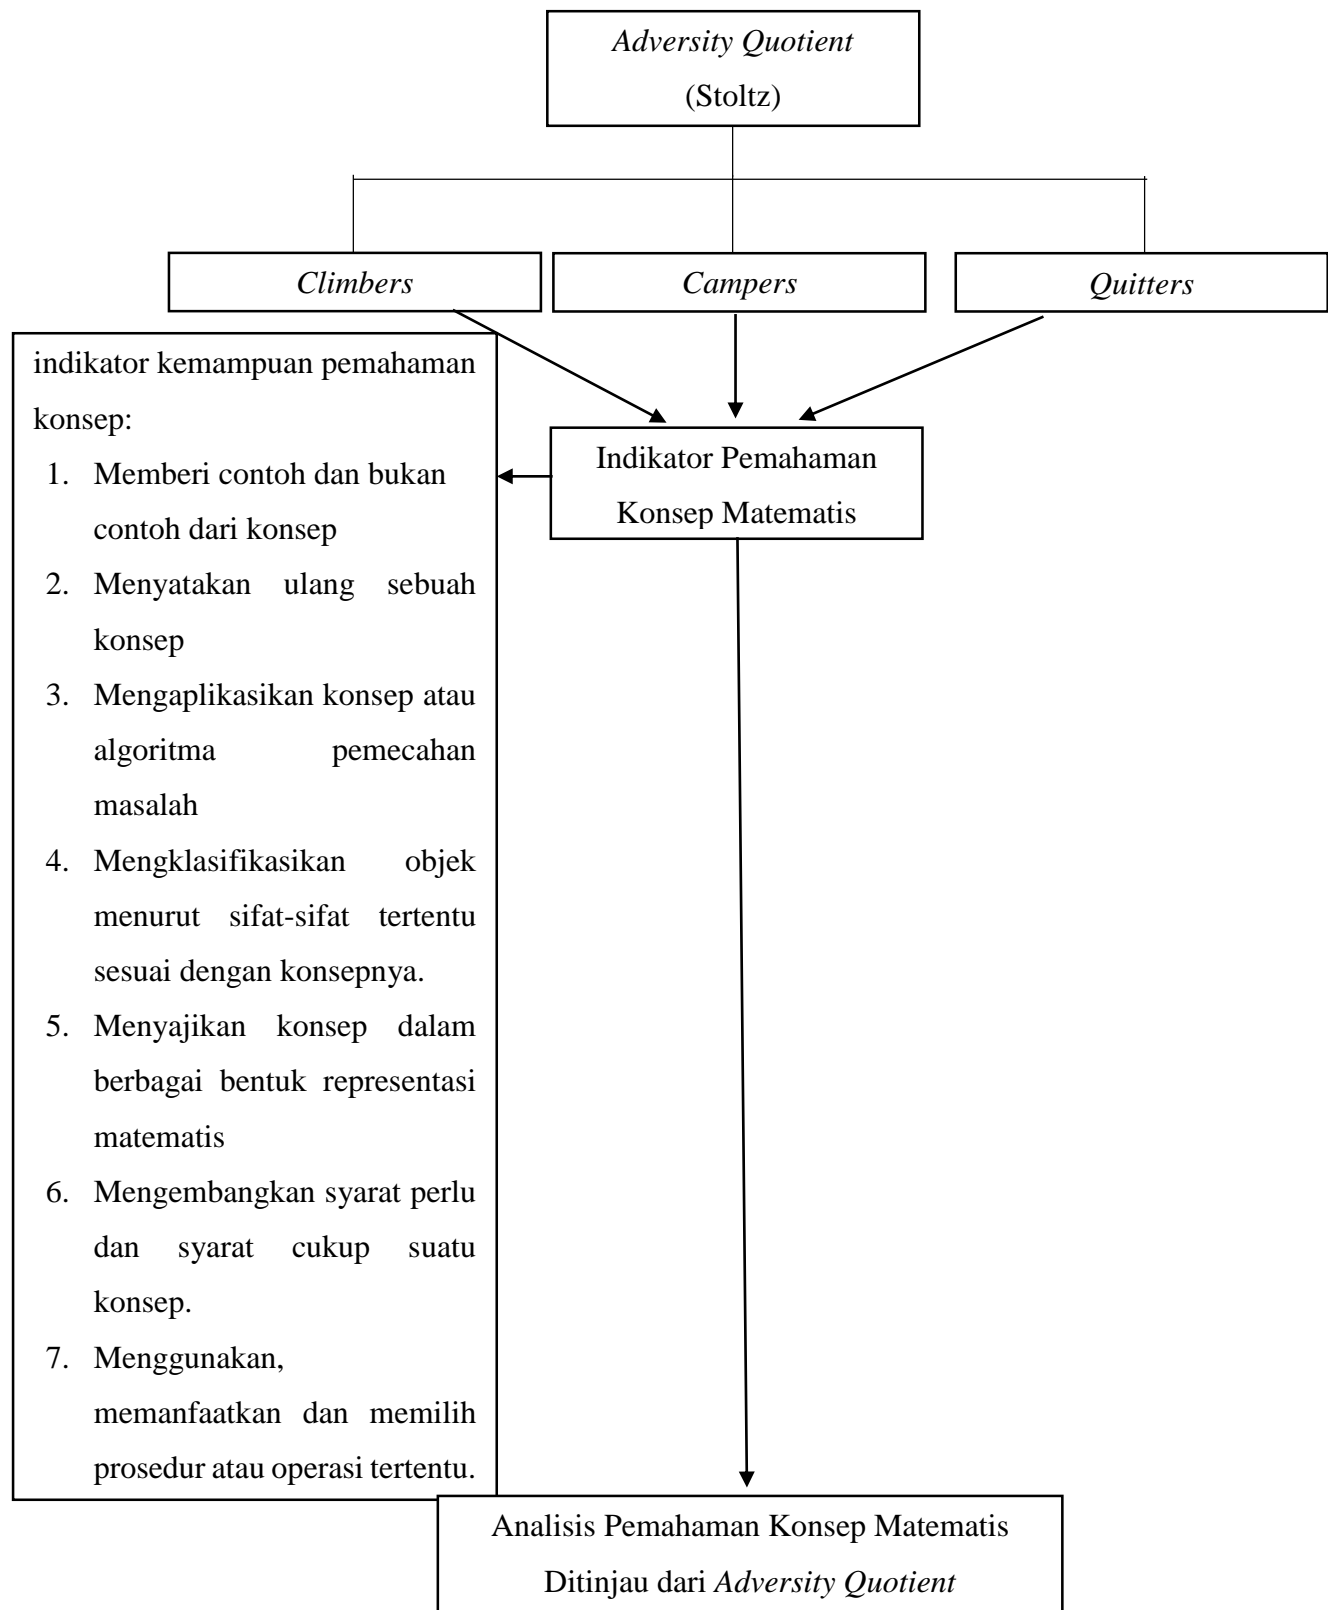 Adversity Quotient
(Stoltz)
Climbers
Campers
Quitters
indikator kemampuan pemahaman
konsep:
1. Memberi contoh dan bukan
contoh dari konsep
2. Menyatakan ulang sebuah
konsep
3. Mengaplikasikan konsep atau
algoritma pemecahan
masalah
4. Mengklasifikasikan objek
menurut sifat-sifat tertentu
sesuai dengan konsepnya.
5. Menyajikan konsep dalam
berbagai bentuk representasi
matematis
6. Mengembangkan syarat perlu
dan syarat cukup suatu
konsep.
7. Menggunakan,
memanfaatkan dan memilih
prosedur atau operasi tertentu.
Indikator Pemahaman
Konsep Matematis
Analisis Pemahaman Konsep Matematis
Ditinjau dari Adversity Quotient